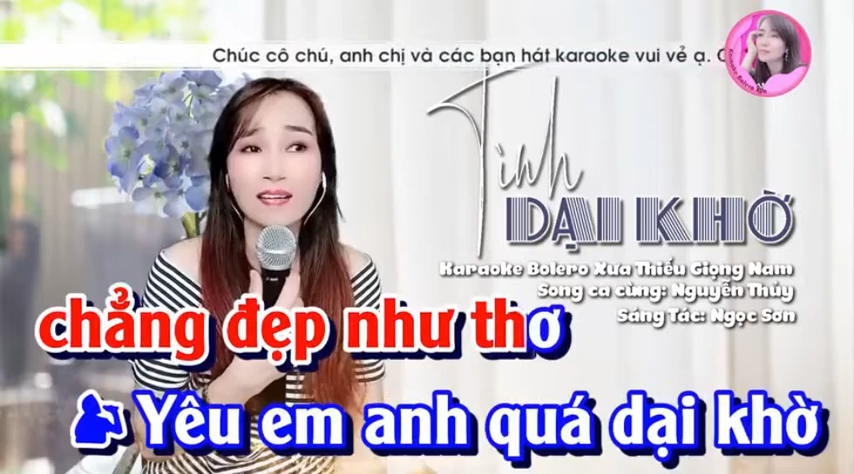 Chúc cô chú, anh chị và các bạn hát karaoke vui vẻ ạ. C
Tình
DẠI KHỜ
Karaoke Bolero Xưa Thiếu Giọng Nam
Song ca cùng: Nguyễn Thúy
Sáng Tác: Ngọc Sơn
chẳng đẹp như thơ
Yêu em anh quá dại khờ